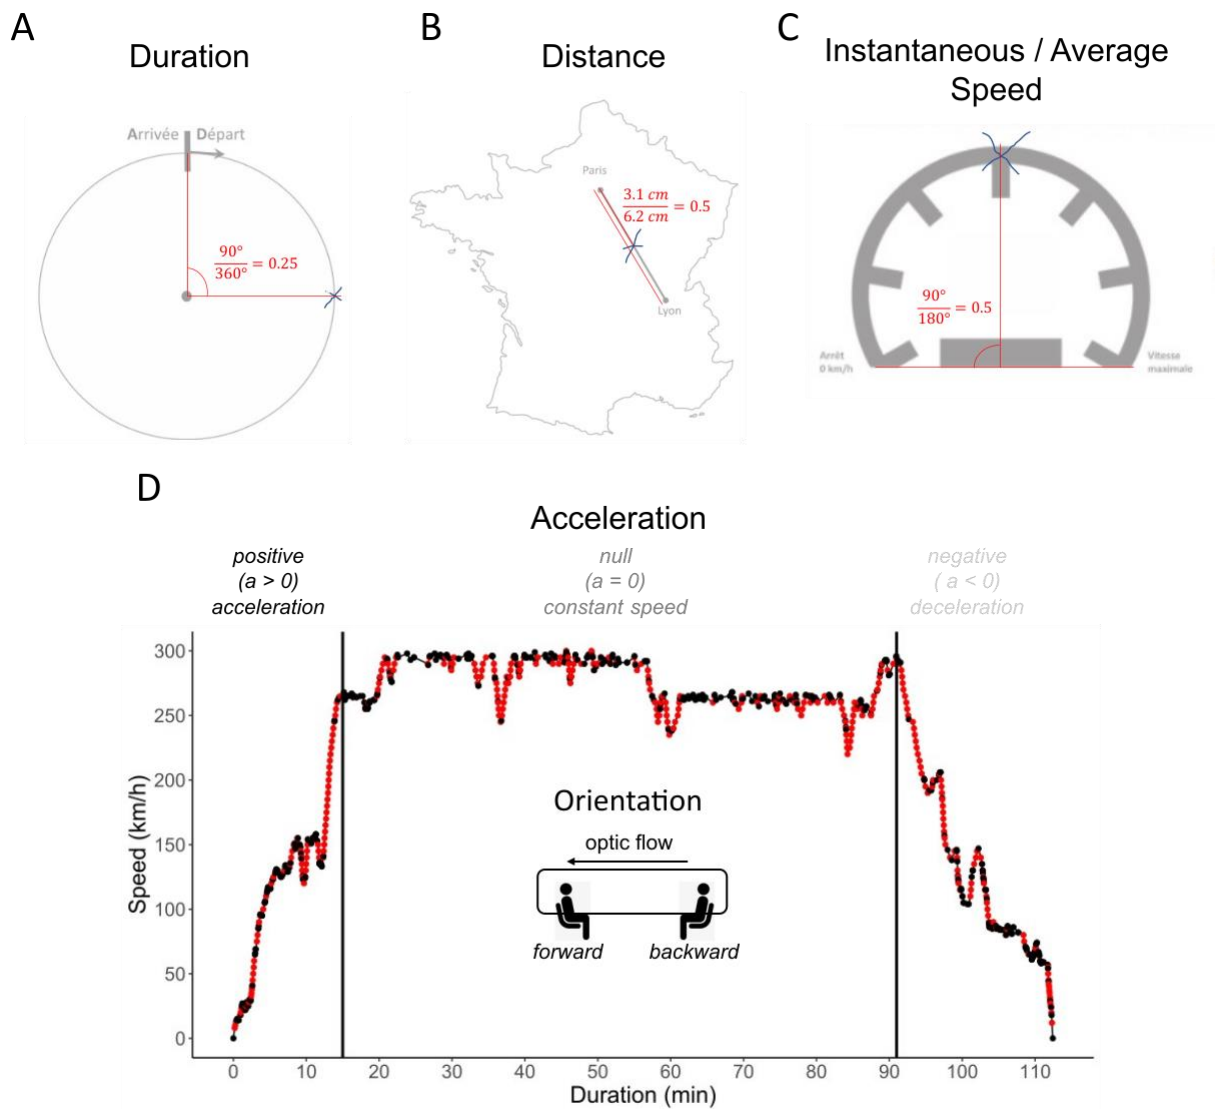 A
Duration
Arrivée Départ
90°
360°
= 0.25
B
Distance
Paris
3.1 cm
6.2 cm
= 0.5
Lyon
C
Instantaneous / Average
Speed
90°
180°
= 0.5
Arrêt
0 km/h
Vitesse
maximale
D
Acceleration
positive
(a > 0)
acceleration
null
(a = 0)
constant speed
negative
( a < 0)
deceleration
Speed (km/h)
300
250
200
150
100
50
0
Orientation
optic flow
forward backward
0 10 20 30 40 50 60 70 80 90 100 110
Duration (min)